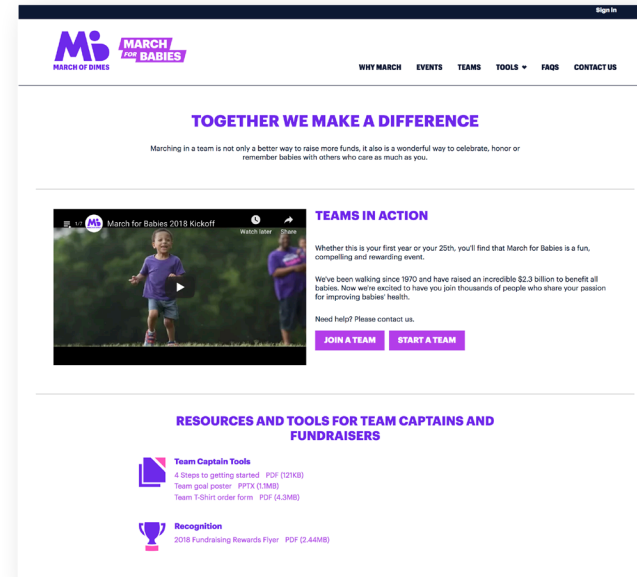 Sign In
MARCH OF DIMES
MARCH
FOR BABIES
WHY MARCH EVENTS TEAMS TOOLS FAQS CONTACT US
TOGETHER WE MAKE A DIFFERENCE
Marching in a team is not only a better way to raise more funds, it also is a wonderful way to celebrate, honor or
remember babies with others who care as much as you.
1/7 March for Babies 2018 Kickoff
Watch later Share
TEAMS IN ACTION
Whether this is your first year or your 25th, you'll find that March for Babies is a fun,
compelling and rewarding event.
We've been walking since 1970 and have raised an incredible $2.3 billion to benefit all
babies. Now we're excited to have you join thousands of people who share your passion
for improving babies' health.
Need help? Please contact us.
JOIN A TEAM START A TEAM
RESOURCES AND TOOLS FOR TEAM CAPTAINS AND
FUNDRAISERS
Team Captain Tools
4 Steps to getting started PDF (121KB)
Team goal poster PPTX (1.1MB)
Team T-Shirt order form PDF (4.3MB)
Recognition
2018 Fundraising Rewards Flyer PDF (2.44MB)